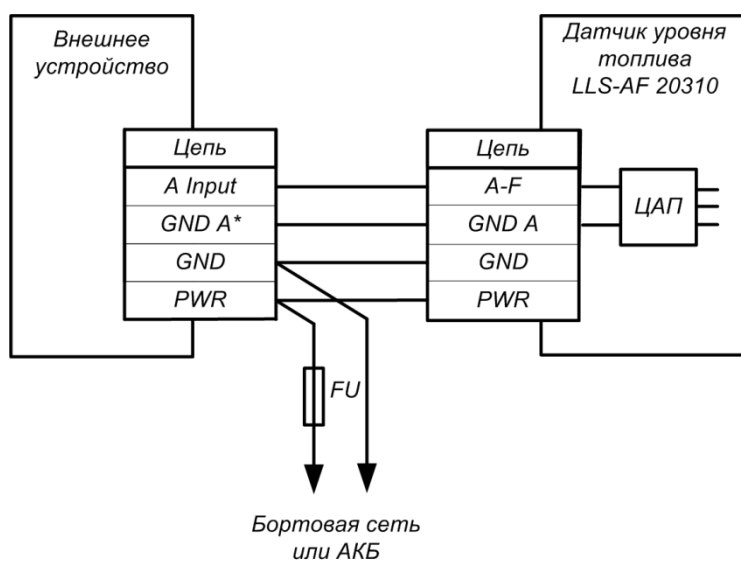 Внешнее
устройство
Датчик уровня
топлива
LLS-AF 20310
Цепь
A Input
GND A*
GND
PWR
Цепь
A-F
GND A
GND
PWR
ЦАП
FU
Бортовая сеть
или АКБ